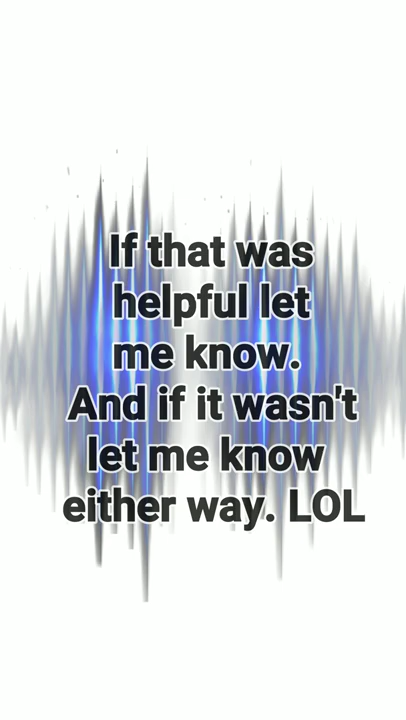 If that was
helpful let
me know.
And if it wasn't
let me know
either way. LOL